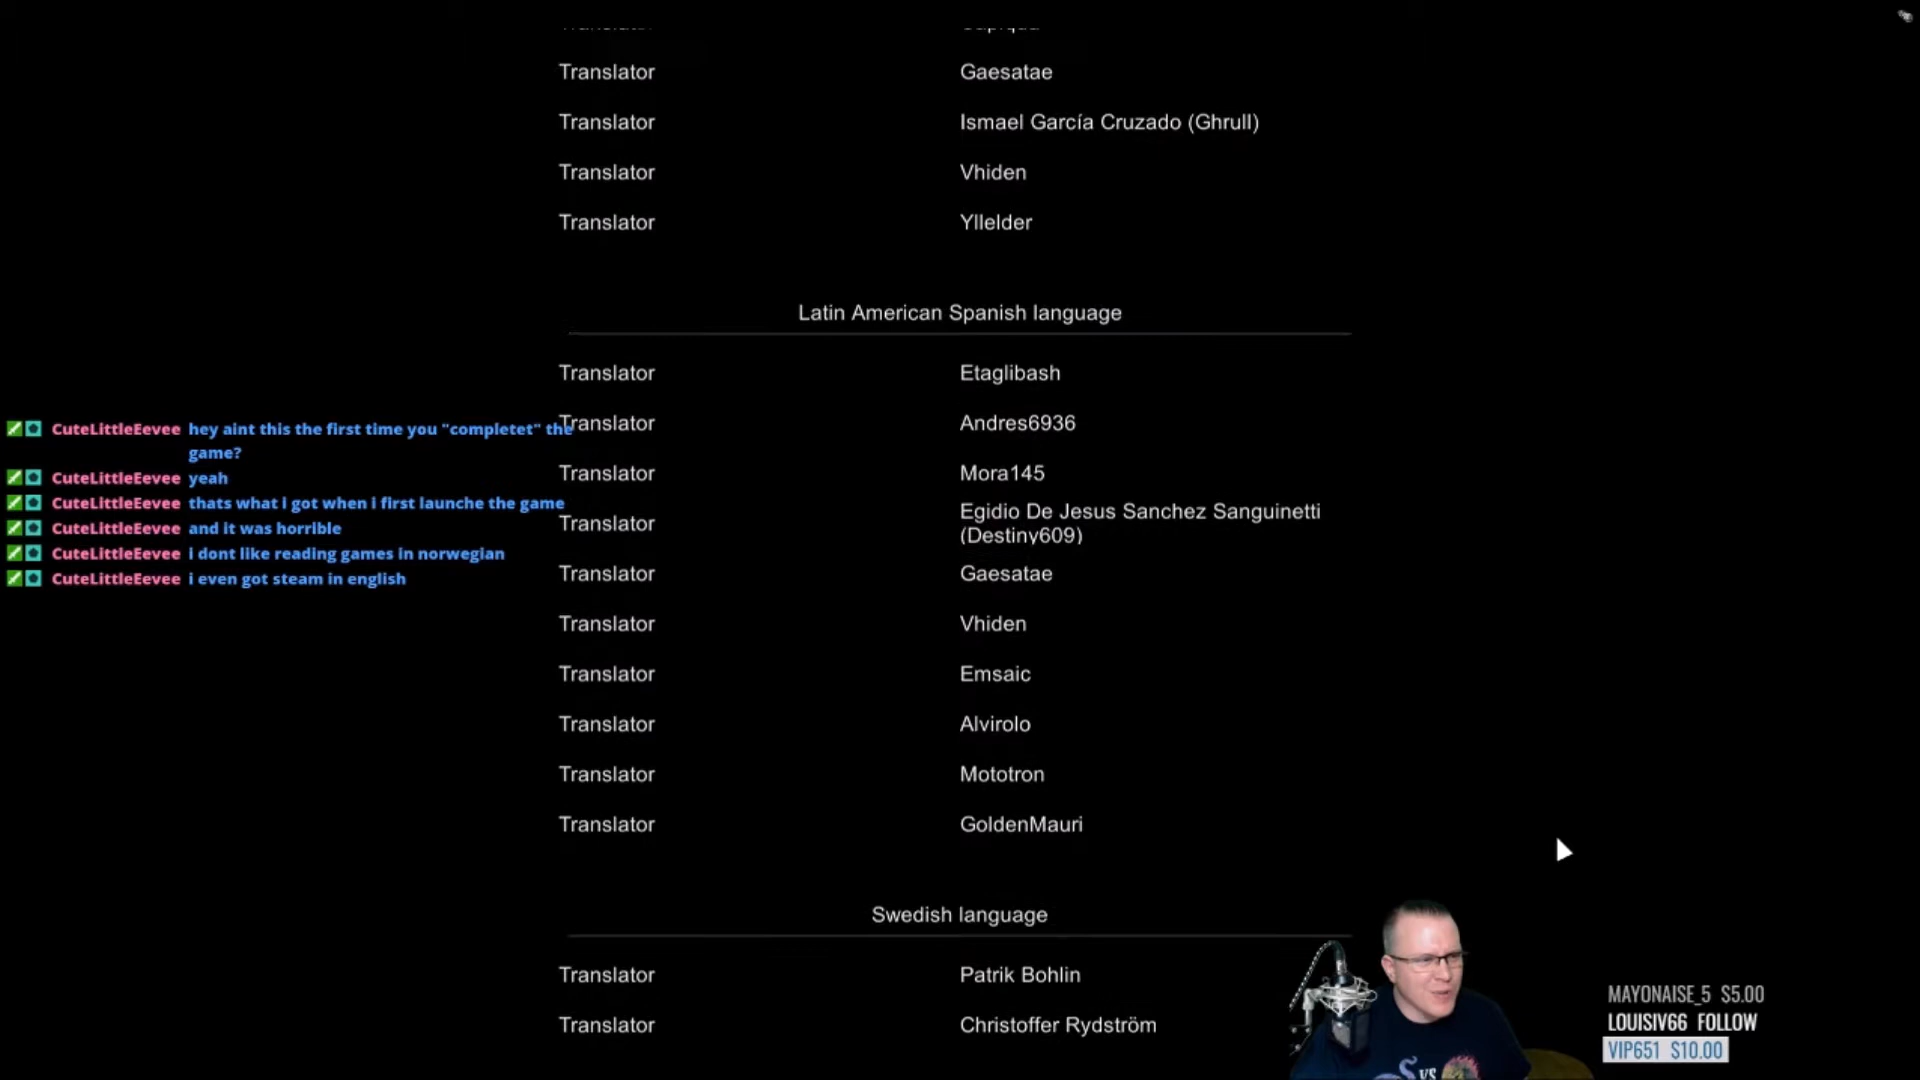 Translator Gaesatae
Translator Ismael García Cruzado (Ghrull)
Translator Vhiden
Translator Yllelder
Latin American Spanish language
Translator Etaglibash
Translator Andres6936
Translator Mora145
Translator Egidio De Jesus Sanchez Sanguinetti
(Destiny609)
Translator Gaesatae
Translator Vhiden
Translator Emsaic
Translator Alvirolo
Translator Mototron
Translator GoldenMauri
Swedish language
Translator Patrik Bohlin
Translator Christoffer Rydström
CuteLittleEevee hey aint this the first time you "completet" the
game?
CuteLittleEevee yeah
CuteLittleEevee thats what i got when i first launche the game
CuteLittleEevee and it was horrible
CuteLittleEevee i dont like reading games in norwegian
CuteLittleEevee i even got steam in english
VS
MAYONAISE_5 $5.00
LOUISIV66 FOLLOW
VIP651 $10.00